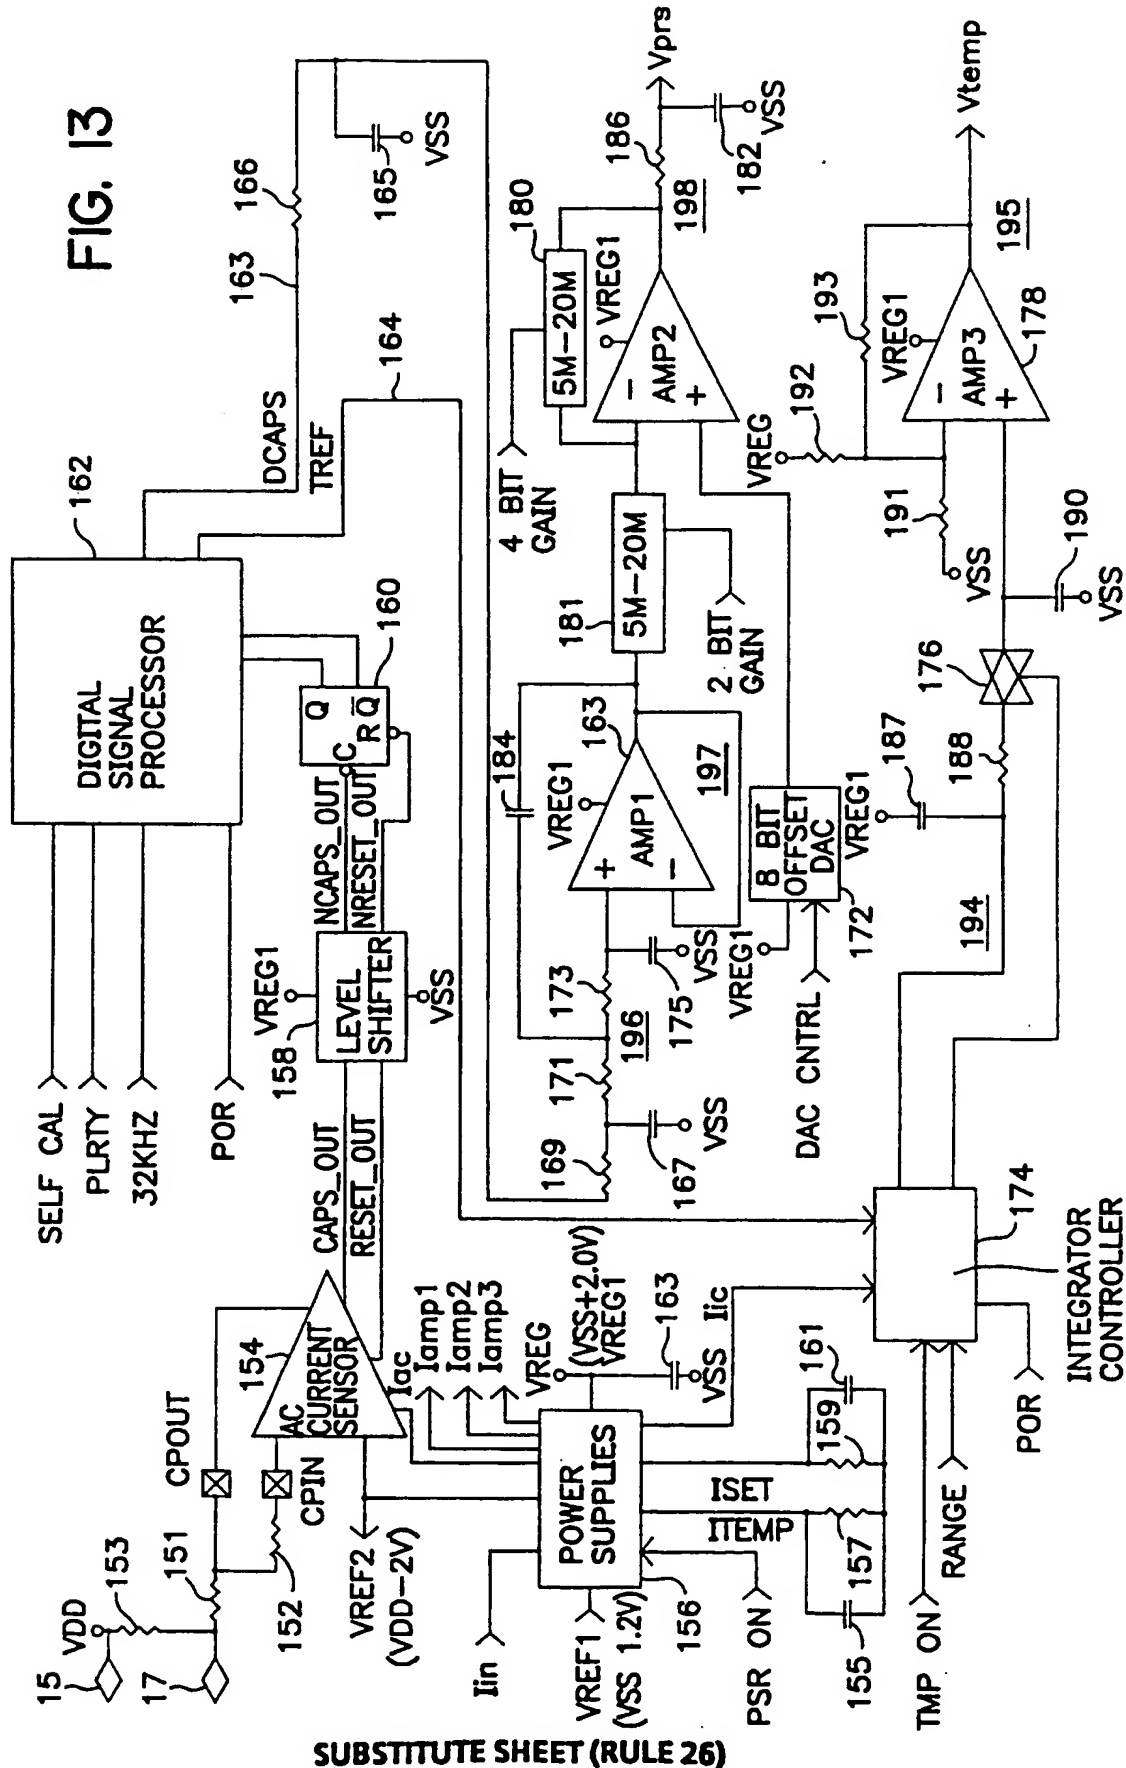 FIG. 13
SELF CAL
PLRTY
32KHZ
POR
DIGITAL
SIGNAL
PROCESSOR
162
DCAPS
TREF
163
166
164
165
VSS
15
17
VDD
153
151
152
CPOUT
CPIN
154
AC
CURRENT
SENSOR
CAPS_OUT
RESET_OUT
VREG1
158
LEVEL
SHIFTER
VSS
NCAPS_OUT
NRESET_OUT
C
Q
R
Q
160
VREF2
(VDD-2V)
Iac
Iamp1
Iamp2
Iamp3
VREG
(VSS+2.0V)
VREG1
163
VSS
Iin
VREF1
(VSS 1.2V)
POWER
SUPPLIES
156
PSR ON
ISET
ITEMP
155
157
159
161
Iic
169
167
VSS
171
196
173
175
VSS
184
VREG1
163
+
AMP1
-
197
181
5M-20M
2 BIT
GAIN
4 BIT
GAIN
5M-20M
180
VREG1
-
AMP2
+
198
186
Vprs
182
VSS
DAC CNTRL
VREG1
8 BIT
OFFSET
DAC
172
TMP ON
RANGE
POR
INTEGRATOR
CONTROLLER
174
194
VREG1
187
188
176
190
VSS
VSS
191
VREG
192
193
VREG1
-
AMP3
+
178
195
Vtemp
SUBSTITUTE SHEET (RULE 26)